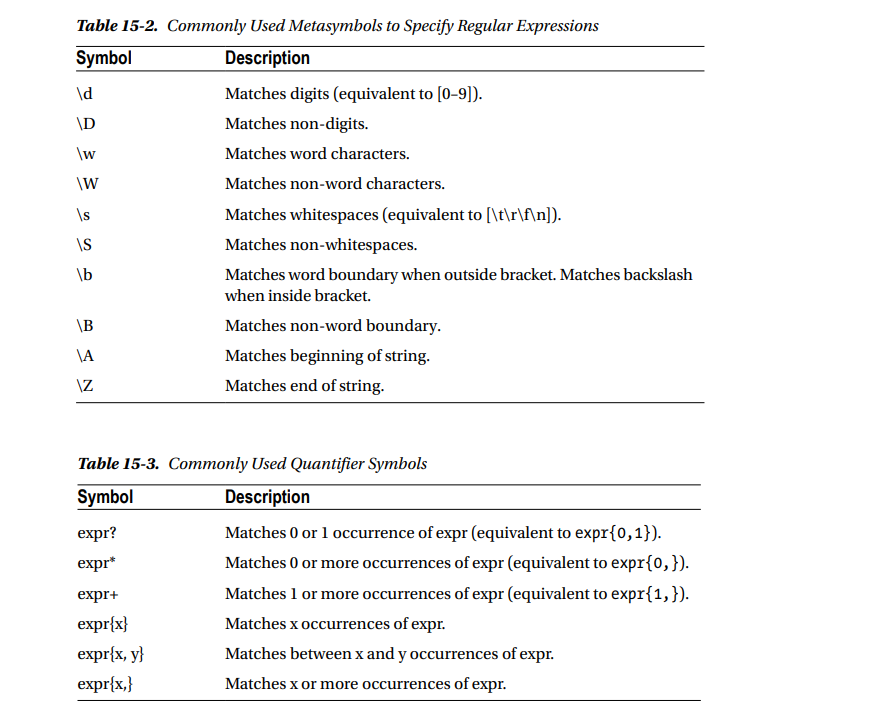 Table 15-2. Commonly Used Metasymbols to Specify Regular Expressions
Symbol Description
\d Matches digits (equivalent to [0–9]).
\D Matches non-digits.
\w Matches word characters.
\W Matches non-word characters.
\s Matches whitespaces (equivalent to [\t\r\f\n]).
\S Matches non-whitespaces.
\b Matches word boundary when outside bracket. Matches backslash
when inside bracket.
\B Matches non-word boundary.
\A Matches beginning of string.
\Z Matches end of string.
Table 15-3. Commonly Used Quantifier Symbols
Symbol Description
expr? Matches 0 or 1 occurrence of expr (equivalent to expr{0,1}).
expr* Matches 0 or more occurrences of expr (equivalent to expr{0,}).
expr+ Matches 1 or more occurrences of expr (equivalent to expr{1,}).
expr{x} Matches x occurrences of expr.
expr{x, y} Matches between x and y occurrences of expr.
expr{x,} Matches x or more occurrences of expr.